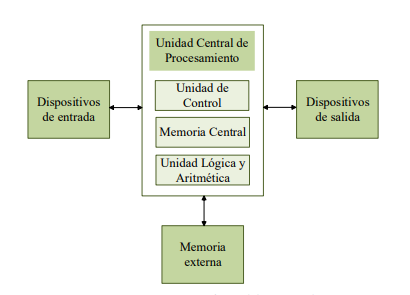 Unidad Central de
Procesamiento
Unidad de
Control
Dispositivos
de entrada
Dispositivos
de salida
Memoria Central
Unidad Lógica y
Aritmética
Memoria
externa